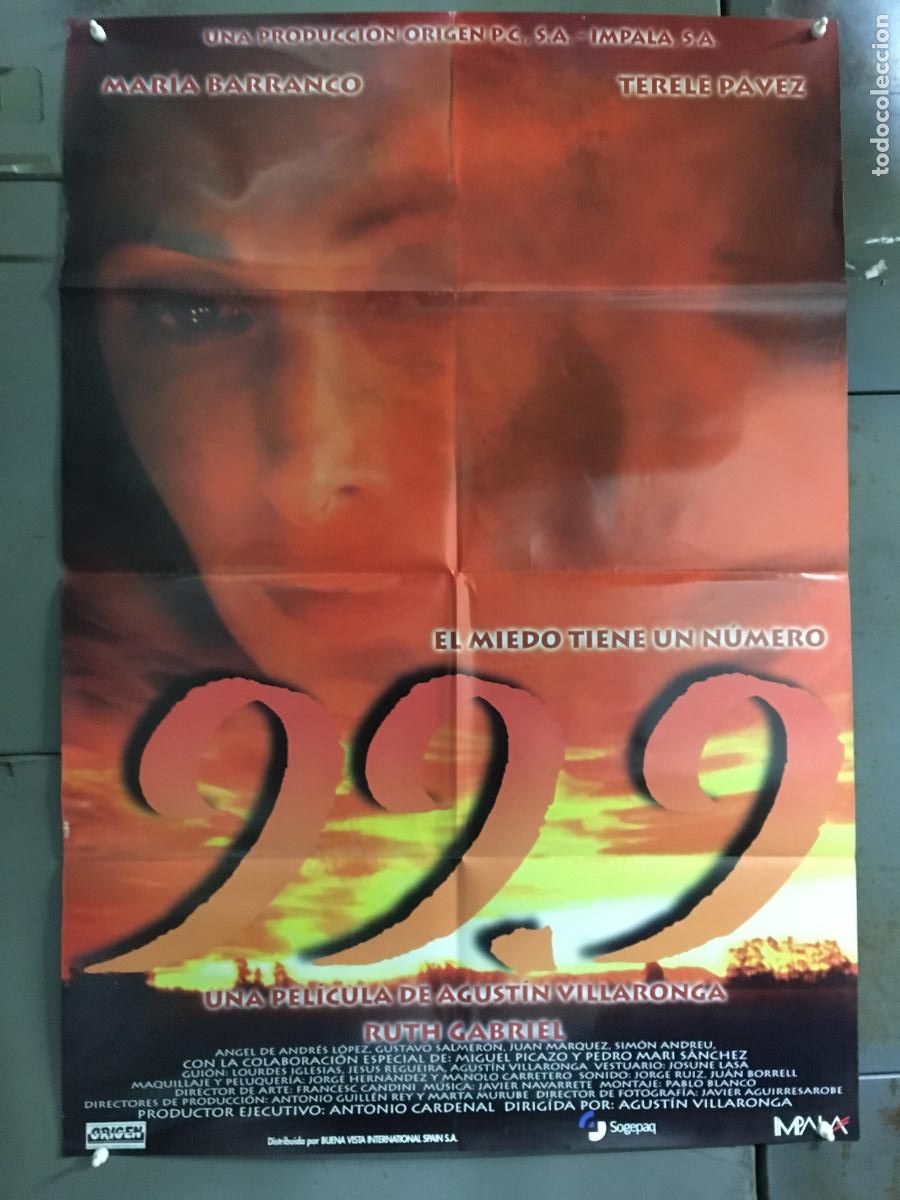 UNA PRODUCCIÓN ORIGEN P.C. S.A. - IMPALA, S.A.
MARÍA BARRANCO TERELE PÁVEZ
EL MIEDO TIENE UN NÚMERO
99.9
UNA PELÍCULA DE AGUSTÍN VILLARONGA
RUTH GABRIEL
ANGEL DE ANDRÉS LÓPEZ, GUSTAVO SALMERÓN, JUAN MÁRQUEZ, SIMÓN ANDREU,
CON LA COLABORACIÓN ESPECIAL DE: MIGUEL PICAZO Y PEDRO MARI SÁNCHEZ
GUIÓN: LOURDES IGLESIAS, JESUS REGUEIRA, AGUSTÍN VILLARONGA VESTUARIO: JOSUNE LASA
MAQUILLAJE Y PELUQUERÍA: JORGE HERNÁNDEZ Y MANOLO CARRETERO SONIDO: JORGE RUIZ, JUAN BORRELL
DIRECTOR DE ARTE: FRANCESC CANDINI MÚSICA: JAVIER NAVARRETE MONTAJE: PABLO BLANCO
DIRECTORES DE PRODUCCIÓN: ANTONIO GUILLÉN REY Y MARTA MURUBE DIRECTOR DE FOTOGRAFÍA: JAVIER AGUIRRESAROBE
PRODUCTOR EJECUTIVO: ANTONIO CARDENAL DIRIGÍDA POR: AGUSTÍN VILLARONGA
ORIGEN
Distribuida por BUENA VISTA INTERNATIONAL SPAIN S.A.
Sogepaq
IMPALA
todocoleccion